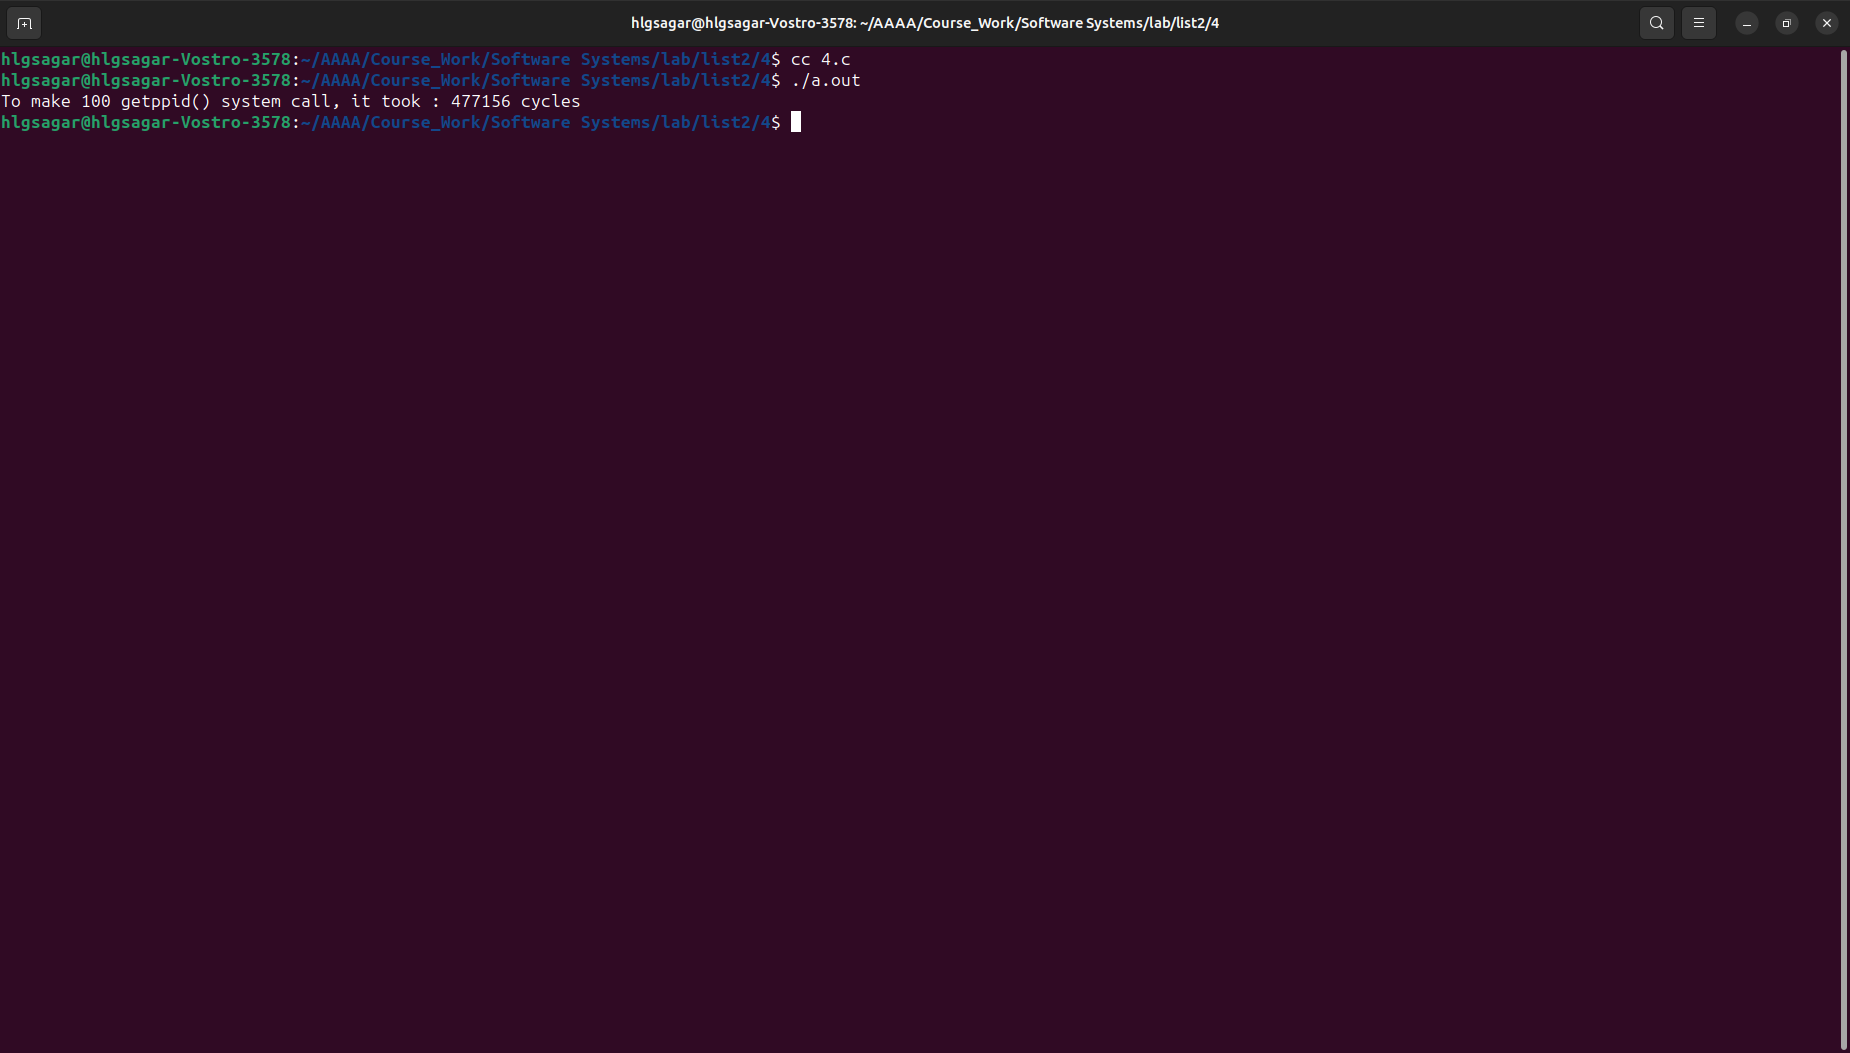 hlgsagar@hlgsagar-Vostro-3578: ~/AAAA/Course_Work/Software Systems/lab/list2/4
hlgsagar@hlgsagar-Vostro-3578:~/AAAA/Course_Work/Software Systems/lab/list2/4$ cc 4.c
hlgsagar@hlgsagar-Vostro-3578:~/AAAA/Course_Work/Software Systems/lab/list2/4$ ./a.out
To make 100 getppid() system call, it took : 477156 cycles
hlgsagar@hlgsagar-Vostro-3578:~/AAAA/Course_Work/Software Systems/lab/list2/4$